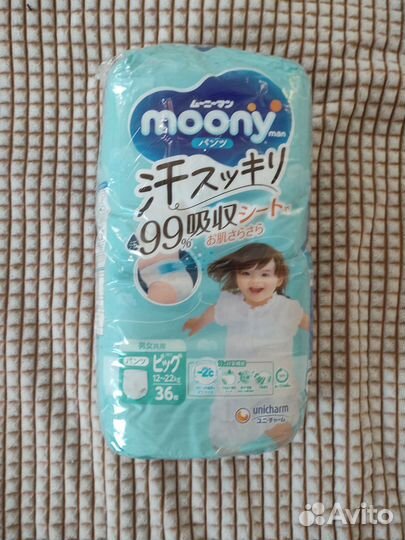 ムーニーマン
moony
man
パンツ
汗スッキリ
99%吸収シート
お肌さらさら
男女共用
パンツ ビッグ
12~22kg
36枚
-2℃
unicharm
ユニ・チャーム
Avito